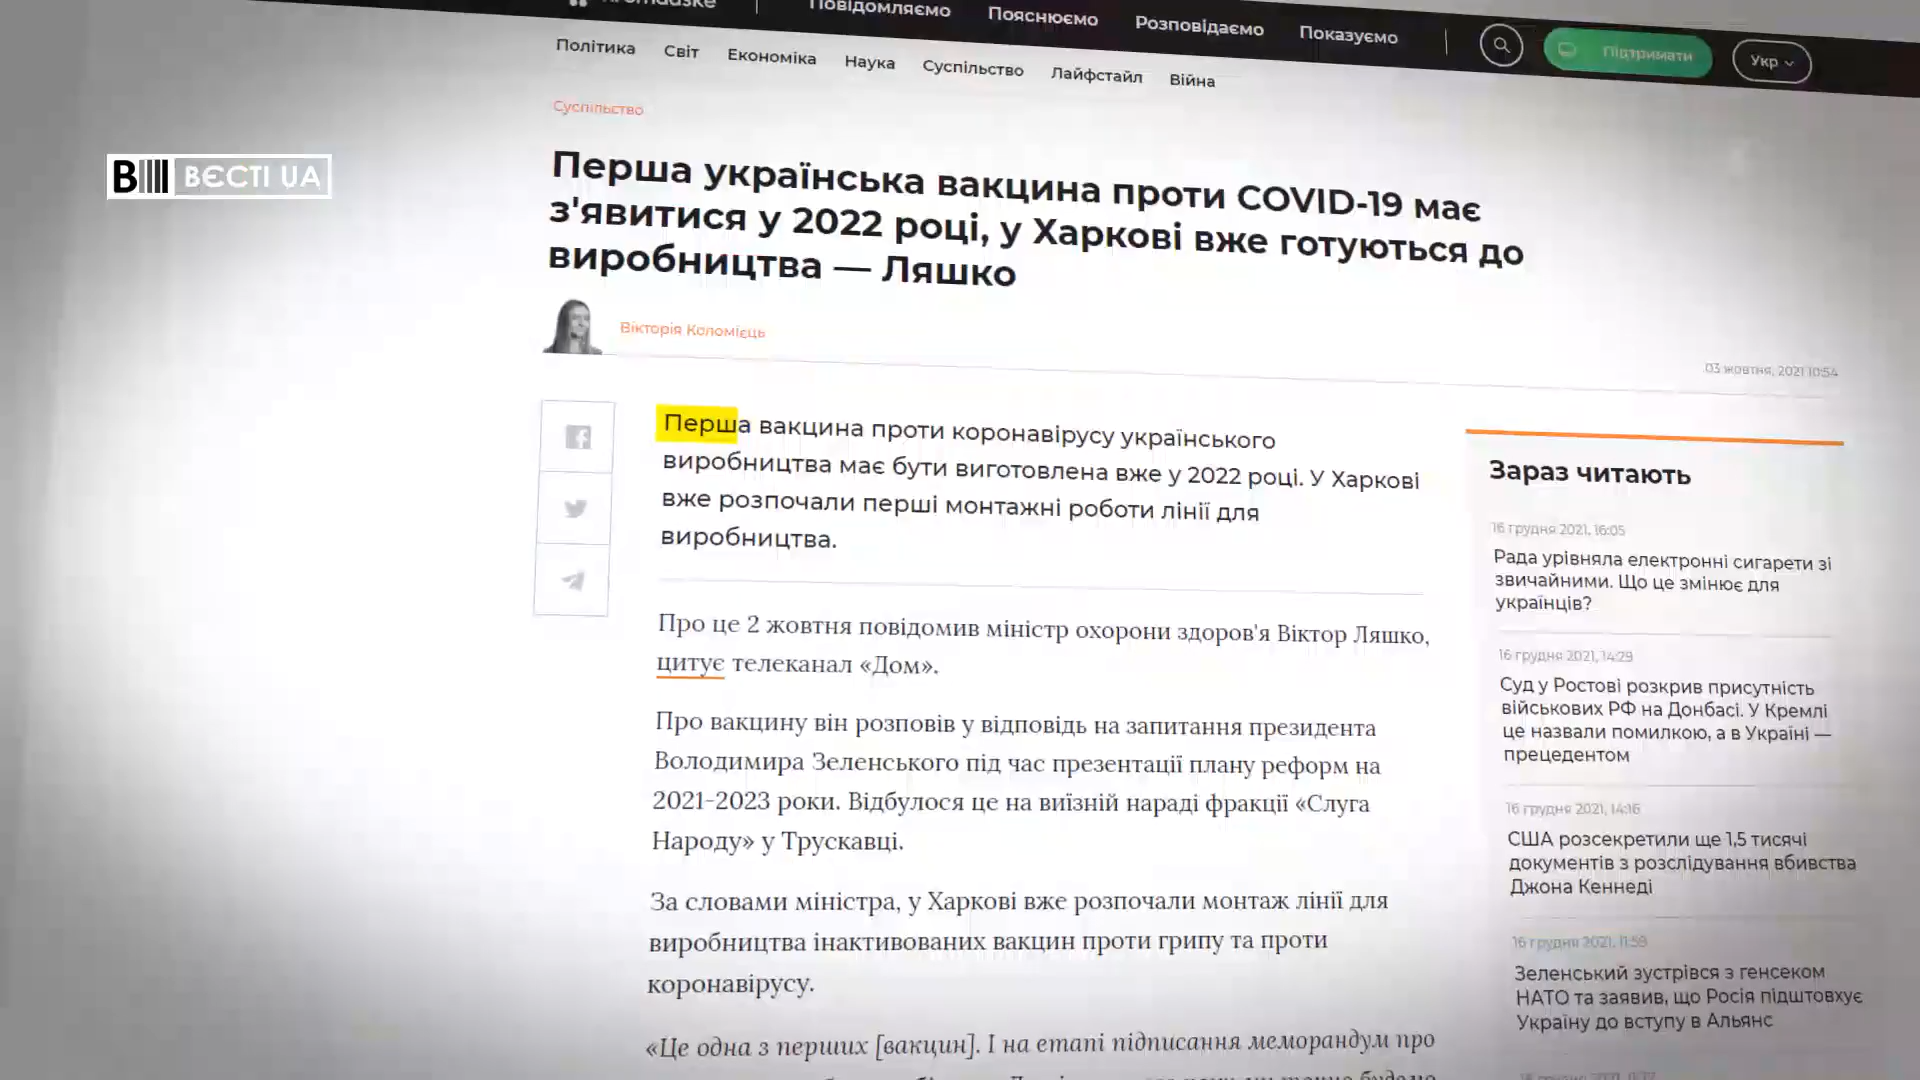 hromadske
Повідомляємо Пояснюємо Розповідаємо Показуємо
Підтримати
Укр
Політика Світ Економіка Наука Суспільство Лайфстайл Війна
Суспільство
В ВЄСТІ UA
Перша українська вакцина проти COVID-19 має
з'явитися у 2022 році, у Харкові вже готуються до
виробництва — Ляшко
Вікторія Коломієць
03 жовтня, 2021 10:54
Перша вакцина проти коронавірусу українського
виробництва має бути виготовлена вже у 2022 році. У Харкові
вже розпочали перші монтажні роботи лінії для
виробництва.
Про це 2 жовтня повідомив міністр охорони здоров'я Віктор Ляшко,
цитує телеканал «Дом».
Про вакцину він розповів у відповідь на запитання президента
Володимира Зеленського під час презентації плану реформ на
2021-2023 роки. Відбулося це на виїзній нараді фракції «Слуга
Народу» у Трускавці.
За словами міністра, у Харкові вже розпочали монтаж лінії для
виробництва інактивованих вакцин проти грипу та проти
коронавірусу.
«Це одна з перших [вакцин]. І на етапі підписання меморандум про
Зараз читають
16 грудня 2021, 16:05
Рада урівняла електронні сигарети зі
звичайними. Що це змінює для
українців?
16 грудня 2021, 14:29
Суд у Ростові розкрив присутність
військових РФ на Донбасі. У Кремлі
це назвали помилкою, а в Україні —
прецедентом
16 грудня 2021, 14:16
США розсекретили ще 1,5 тисячі
документів з розслідування вбивства
Джона Кеннеді
16 грудня 2021, 11:59
Зеленський зустрівся з генсеком
НАТО та заявив, що Росія підштовхує
Україну до вступу в Альянс